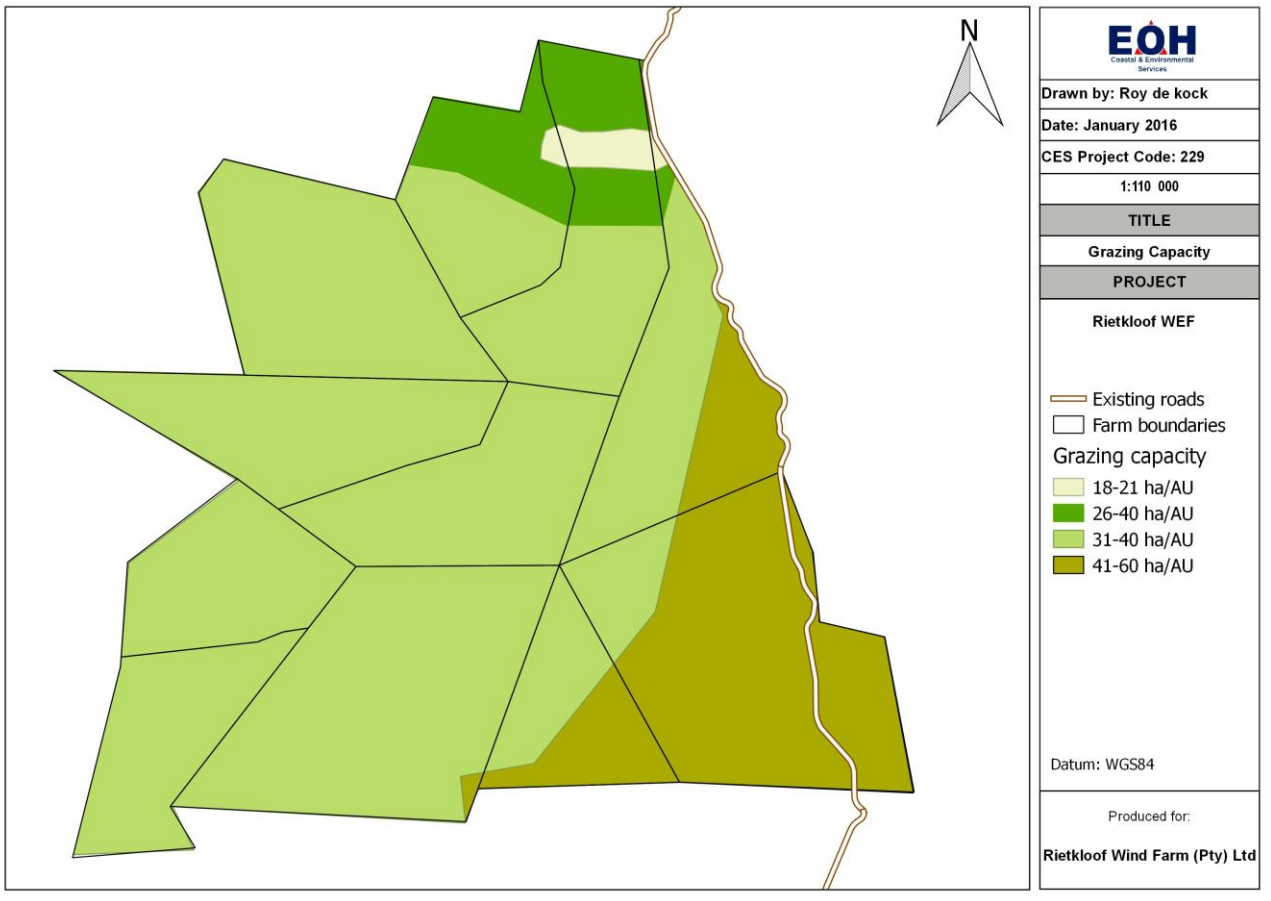 N
EOH
Coastal & Environmental
Services
Drawn by: Roy de kock
Date: January 2016
CES Project Code: 229
1:110 000
TITLE
Grazing Capacity
PROJECT
Rietkloof WEF
Existing roads
Farm boundaries
Grazing capacity
18-21 ha/AU
26-40 ha/AU
31-40 ha/AU
41-60 ha/AU
Datum: WGS84
Produced for:
Rietkloof Wind Farm (Pty) Ltd